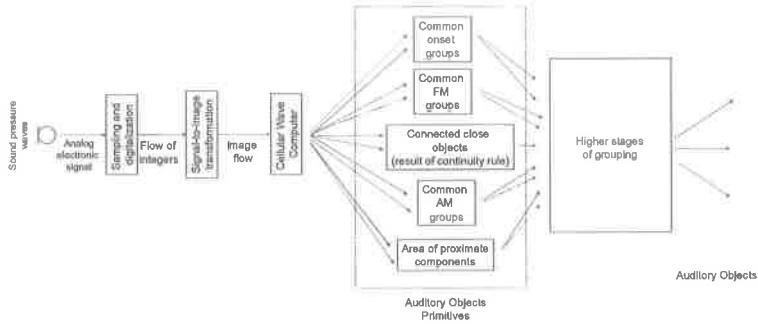 Sound pressure
waves
Analog
electronic
signal
Sampling and
digitalization
Flow of
integers
Signal-to-image
transformation
Image
flow
Cellular Wave
Computer
Common
onset
groups
Common
FM
groups
Connected close
objects
(result of continuity rule)
Common
AM
groups
Area of proximate
components
Auditory Objects
Primitives
Higher stages
of grouping
Auditory Objects